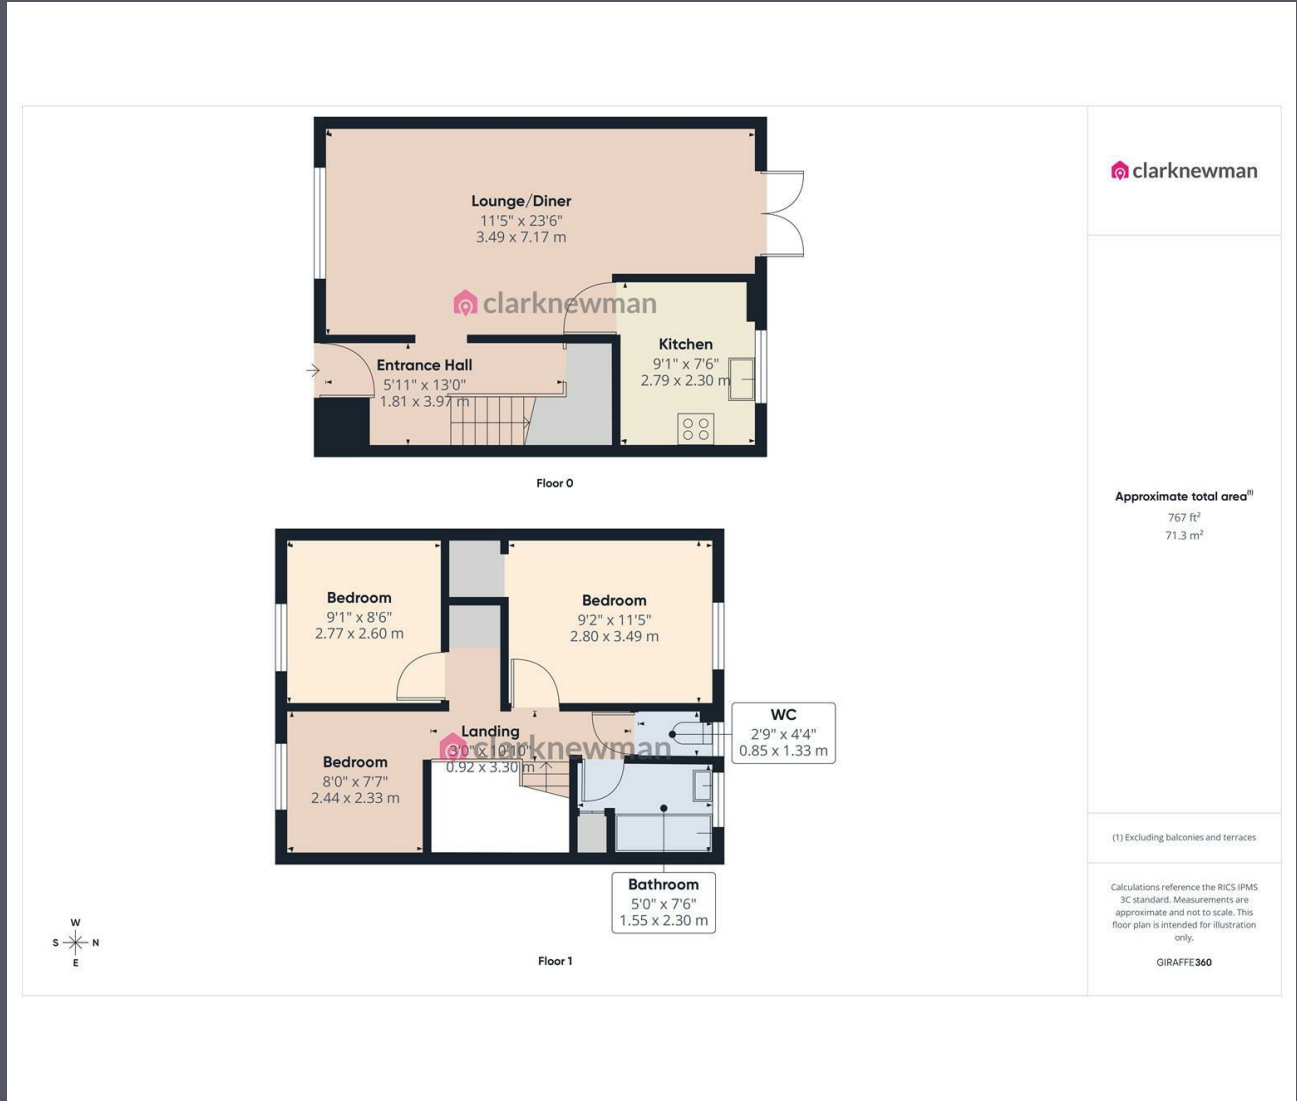 Lounge/Diner
11'5" x 23'6"
3.49 x 7.17 m
clarknewman
Kitchen
9'1" x 7'6"
2.79 x 2.30 m
Entrance Hall
5'11" x 13'0"
1.81 x 3.97 m
Floor 0
Bedroom
9'1" x 8'6"
2.77 x 2.60 m
Bedroom
9'2" x 11'5"
2.80 x 3.49 m
WC
2'9" x 4'4"
0.85 x 1.33 m
Landing
3'0" x 10'10"
0.92 x 3.30 m
clarknewman
Bedroom
8'0" x 7'7"
2.44 x 2.33 m
Bathroom
5'0" x 7'6"
1.55 x 2.30 m
W
S N
E
Floor 1
clarknewman
Approximate total area(1)
767 ft²
71.3 m²
(1) Excluding balconies and terraces
Calculations reference the RICS IPMS
3C standard. Measurements are
approximate and not to scale. This
floor plan is intended for illustration
only.
GIRAFFE360